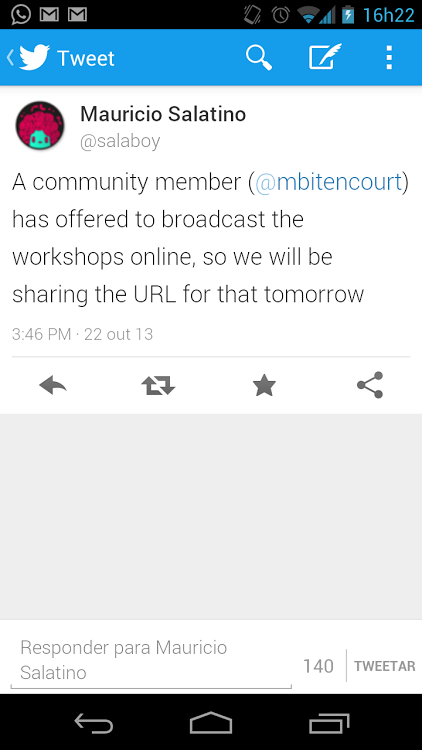 16h22
Tweet
Mauricio Salatino
@salaboy
A community member (@mbitencourt)
has offered to broadcast the
workshops online, so we will be
sharing the URL for that tomorrow
3:46 PM · 22 out 13
Responder para Mauricio
Salatino
140
TWEETAR